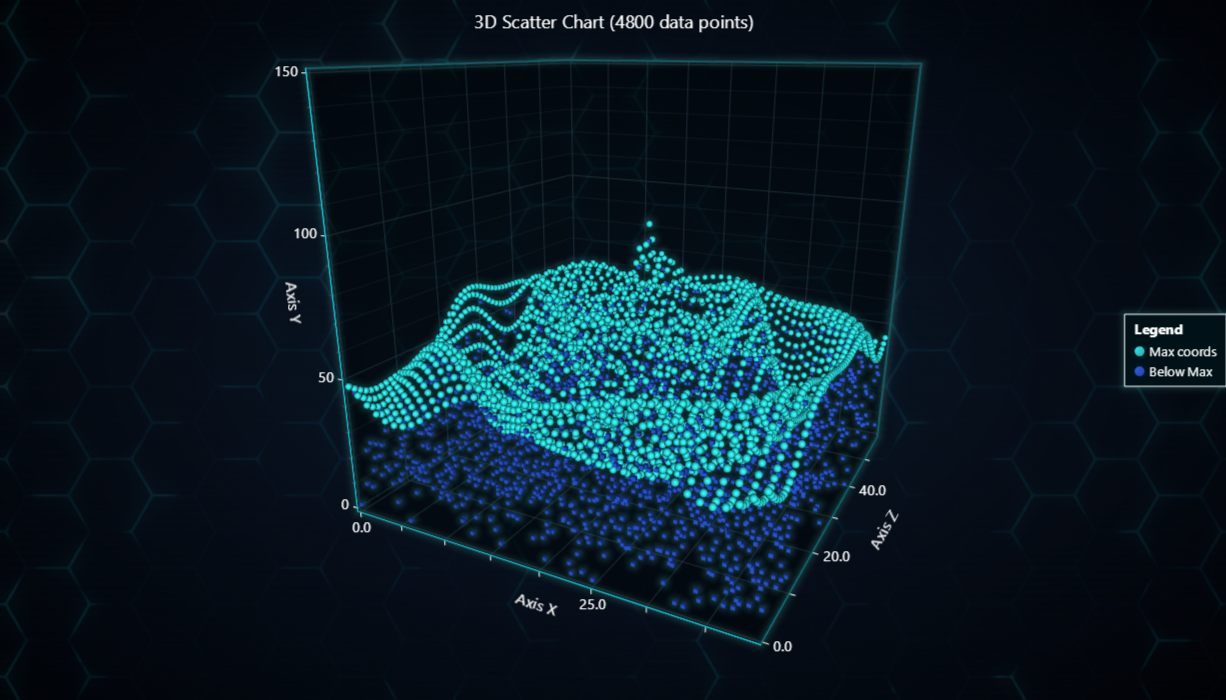 3D Scatter Chart (4800 data points)
150
100
Axis Y
50
0
0.0
Axis X
25.0
0.0
20.0
40.0
Axis Z
Legend
Max coords
Below Max